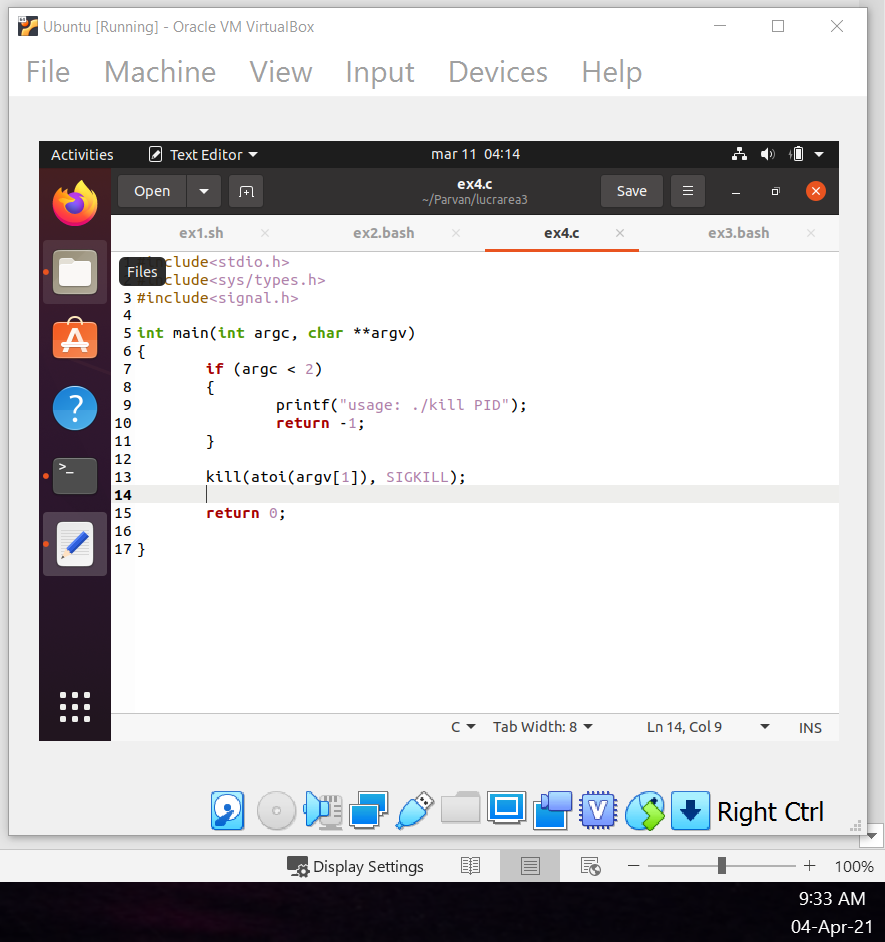 Ubuntu [Running] - Oracle VM VirtualBox
File Machine View Input Devices Help
Activities Text Editor mar 11 04:14
Open ex4.c Save
~/Parvan/lucrarea3
ex1.sh ex2.bash ex4.c ex3.bash
Files
clude<stdio.h>
include<sys/types.h>
3 #include<signal.h>
4
5 int main(int argc, char **argv)
6 {
7 if (argc < 2)
8 {
9 printf("usage: ./kill PID");
10 return -1;
11 }
12
13 kill(atoi(argv[1]), SIGKILL);
14
15 return 0;
16
17 }
C Tab Width: 8 Ln 14, Col 9 INS
Right Ctrl
Display Settings 100%
9:33 AM
04-Apr-21